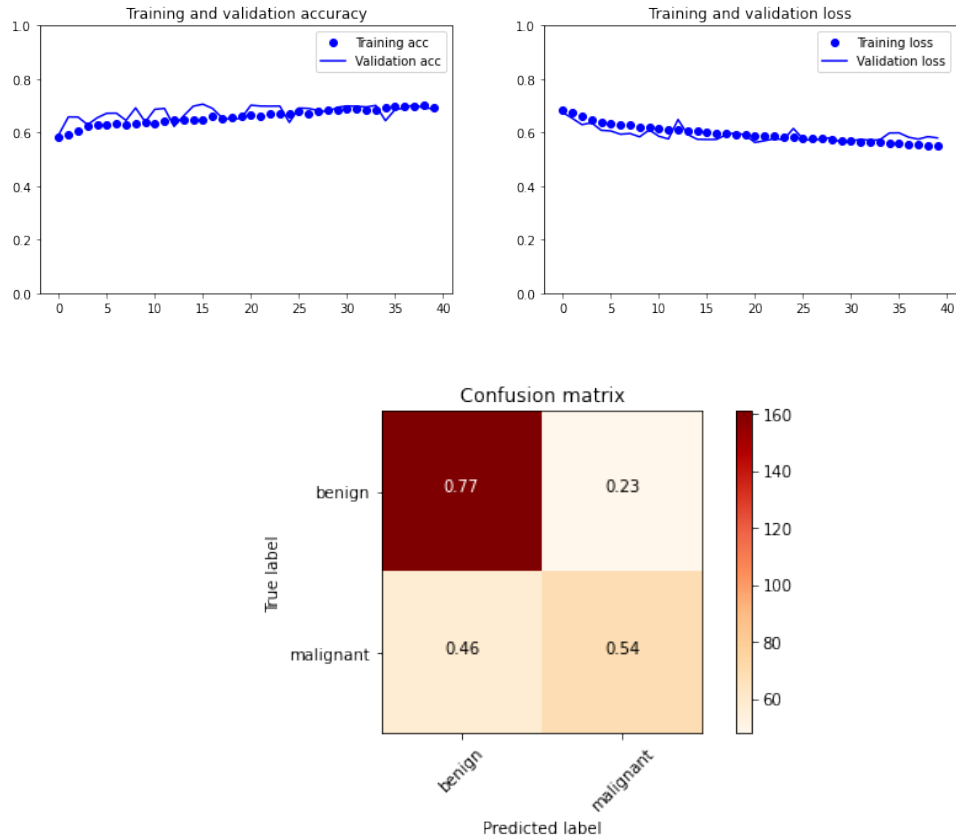 Training and validation accuracy
1.0
0.8
0.6
0.4
0.2
0.0
Training acc
Validation acc
0 5 10 15 20 25 30 35 40
Training and validation loss
1.0
0.8
0.6
0.4
0.2
0.0
Training loss
Validation loss
0 5 10 15 20 25 30 35 40
Confusion matrix
True label
benign
malignant
0.77 0.23
0.46 0.54
benign
malignant
Predicted label
160
140
120
100
80
60